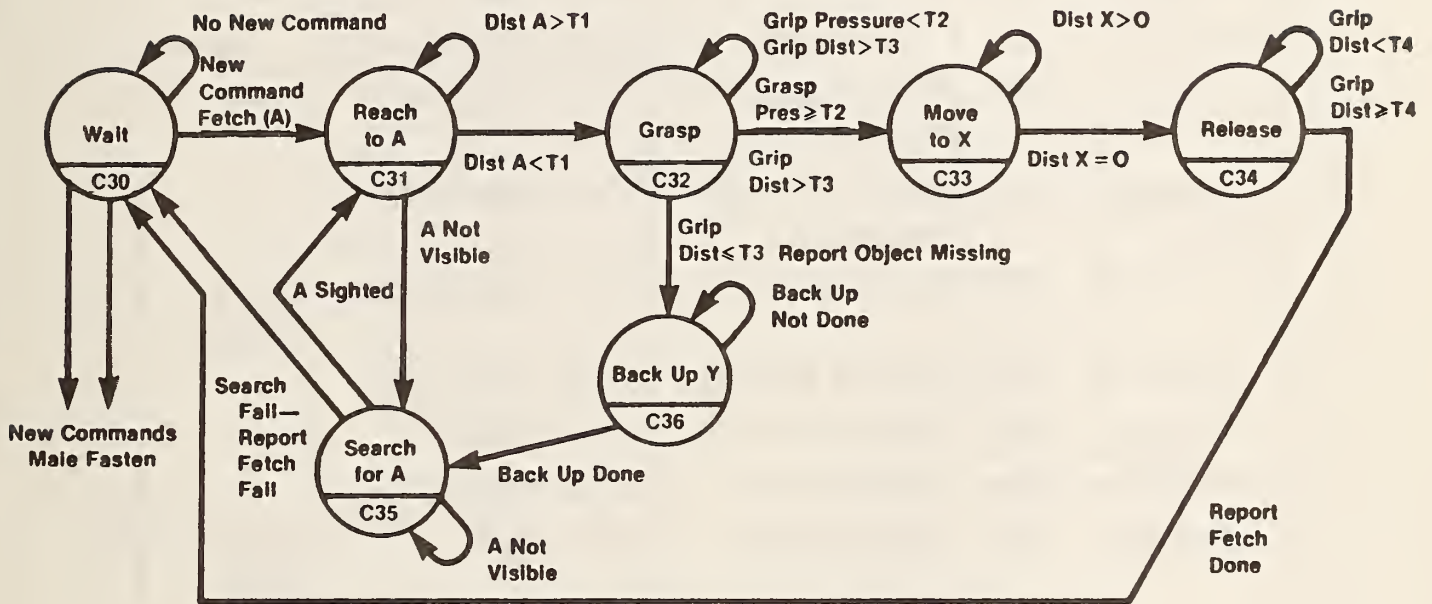 No New Command
New
Command
Fetch (A)
Wait
C30
New Commands
Male Fasten
Dist A>T1
Reach
to A
C31
Dist A<T1
A Not
Visible
A Sighted
Search
Fail—
Report
Fetch
Fail
Search
for A
C35
A Not
Visible
Grip Pressure<T2
Grip Dist>T3
Grasp
C32
Grasp
Pres≥T2
Grip
Dist>T3
Grip
Dist≤T3 Report Object Missing
Back Up
Not Done
Back Up Y
C36
Back Up Done
Dist X>O
Move
to X
C33
Dist X=O
Grip
Dist<T4
Release
C34
Grip
Dist≥T4
Report
Fetch
Done